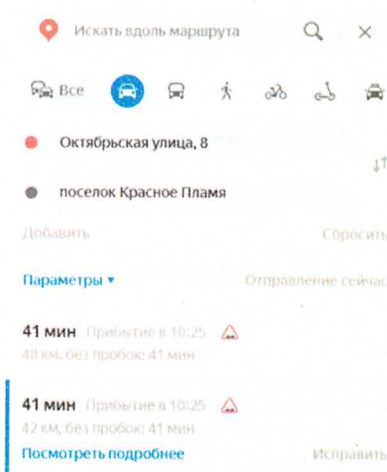 Искать вдоль маршрута
Все
Октябрьская улица, 8
поселок Красное Пламя
Добавить Сбросить
Параметры Отправление сейчас
41 мин Прибытие в 10:25
48 км, без пробок: 41 мин
41 мин Прибытие в 10:25
42 км, без пробок: 41 мин
Посмотреть подробнее Исправить